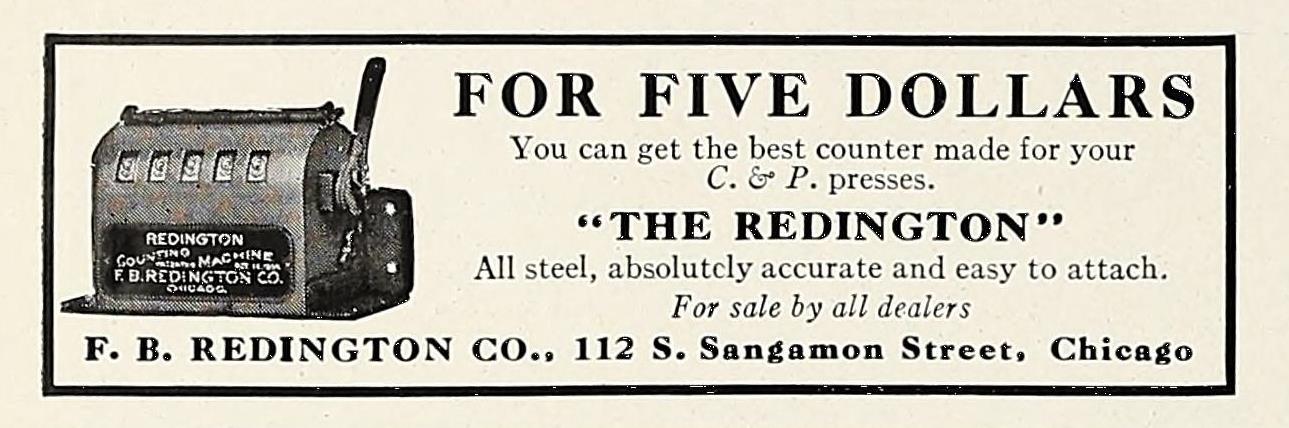 FOR FIVE DOLLARS
You can get the best counter made for your
C. & P. presses.
"THE REDINGTON"
All steel, absolutely accurate and easy to attach.
For sale by all dealers
F. B. REDINGTON CO., 112 S. Sangamon Street, Chicago
REDINGTON
COUNTING MACHINE
F.B.REDINGTON CO.
CHICAGO.